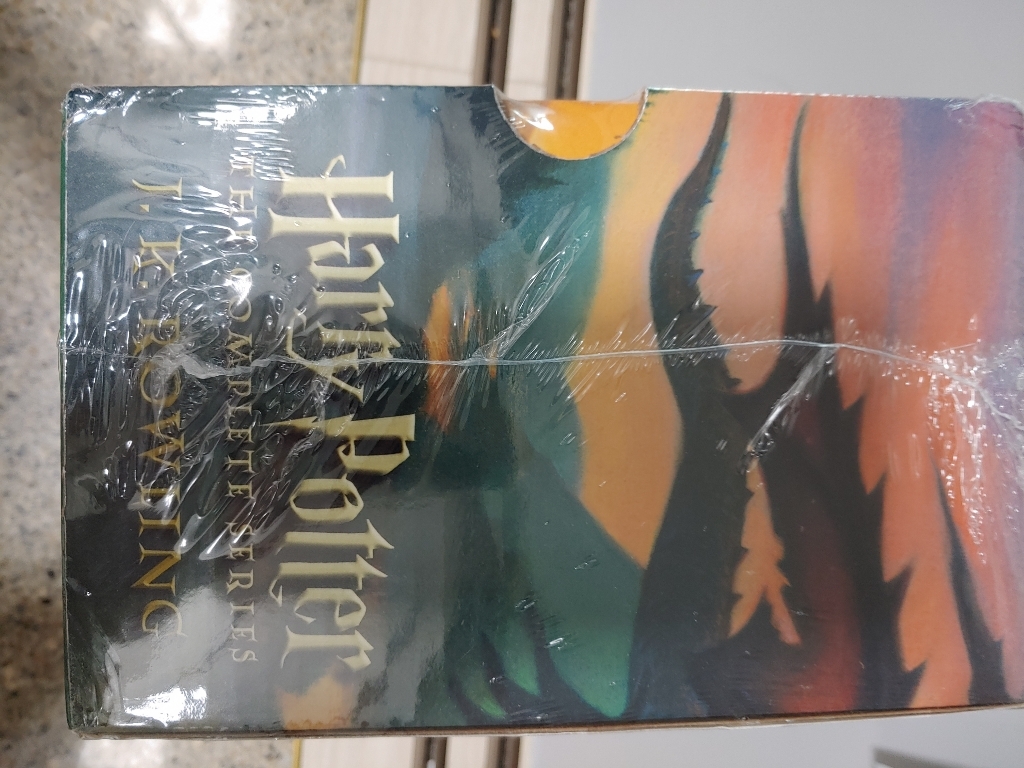 Harry Potter
THE COMPLETE SERIES
J. K. ROWLING